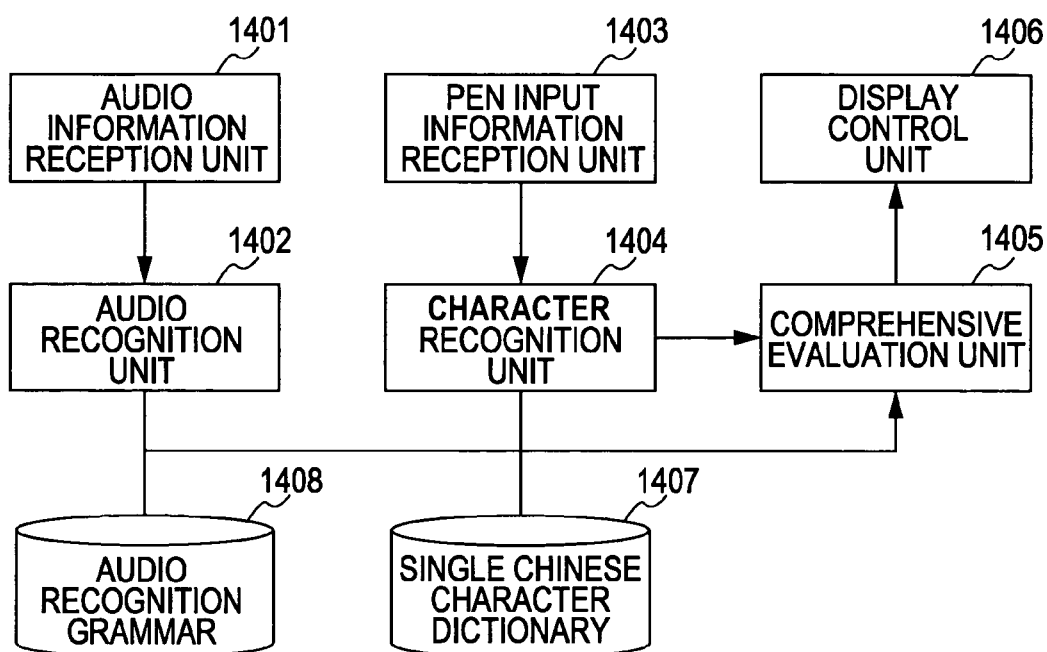 1401
AUDIO
INFORMATION
RECEPTION UNIT
1403
PEN INPUT
INFORMATION
RECEPTION UNIT
1406
DISPLAY
CONTROL
UNIT
1402
AUDIO
RECOGNITION
UNIT
1404
CHARACTER
RECOGNITION
UNIT
1405
COMPREHENSIVE
EVALUATION UNIT
1408
AUDIO
RECOGNITION
GRAMMAR
1407
SINGLE CHINESE
CHARACTER
DICTIONARY